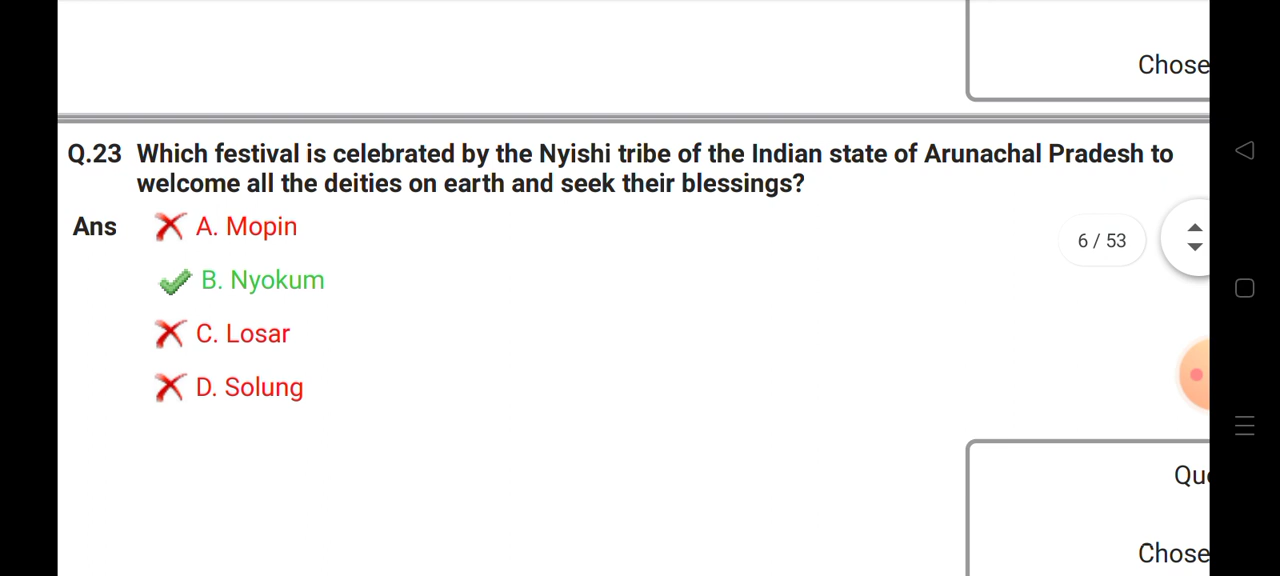 Chose
Q.23 Which festival is celebrated by the Nyishi tribe of the Indian state of Arunachal Pradesh to
welcome all the deities on earth and seek their blessings?
Ans A. Mopin
6 / 53
B. Nyokum
C. Losar
D. Solung
Chose